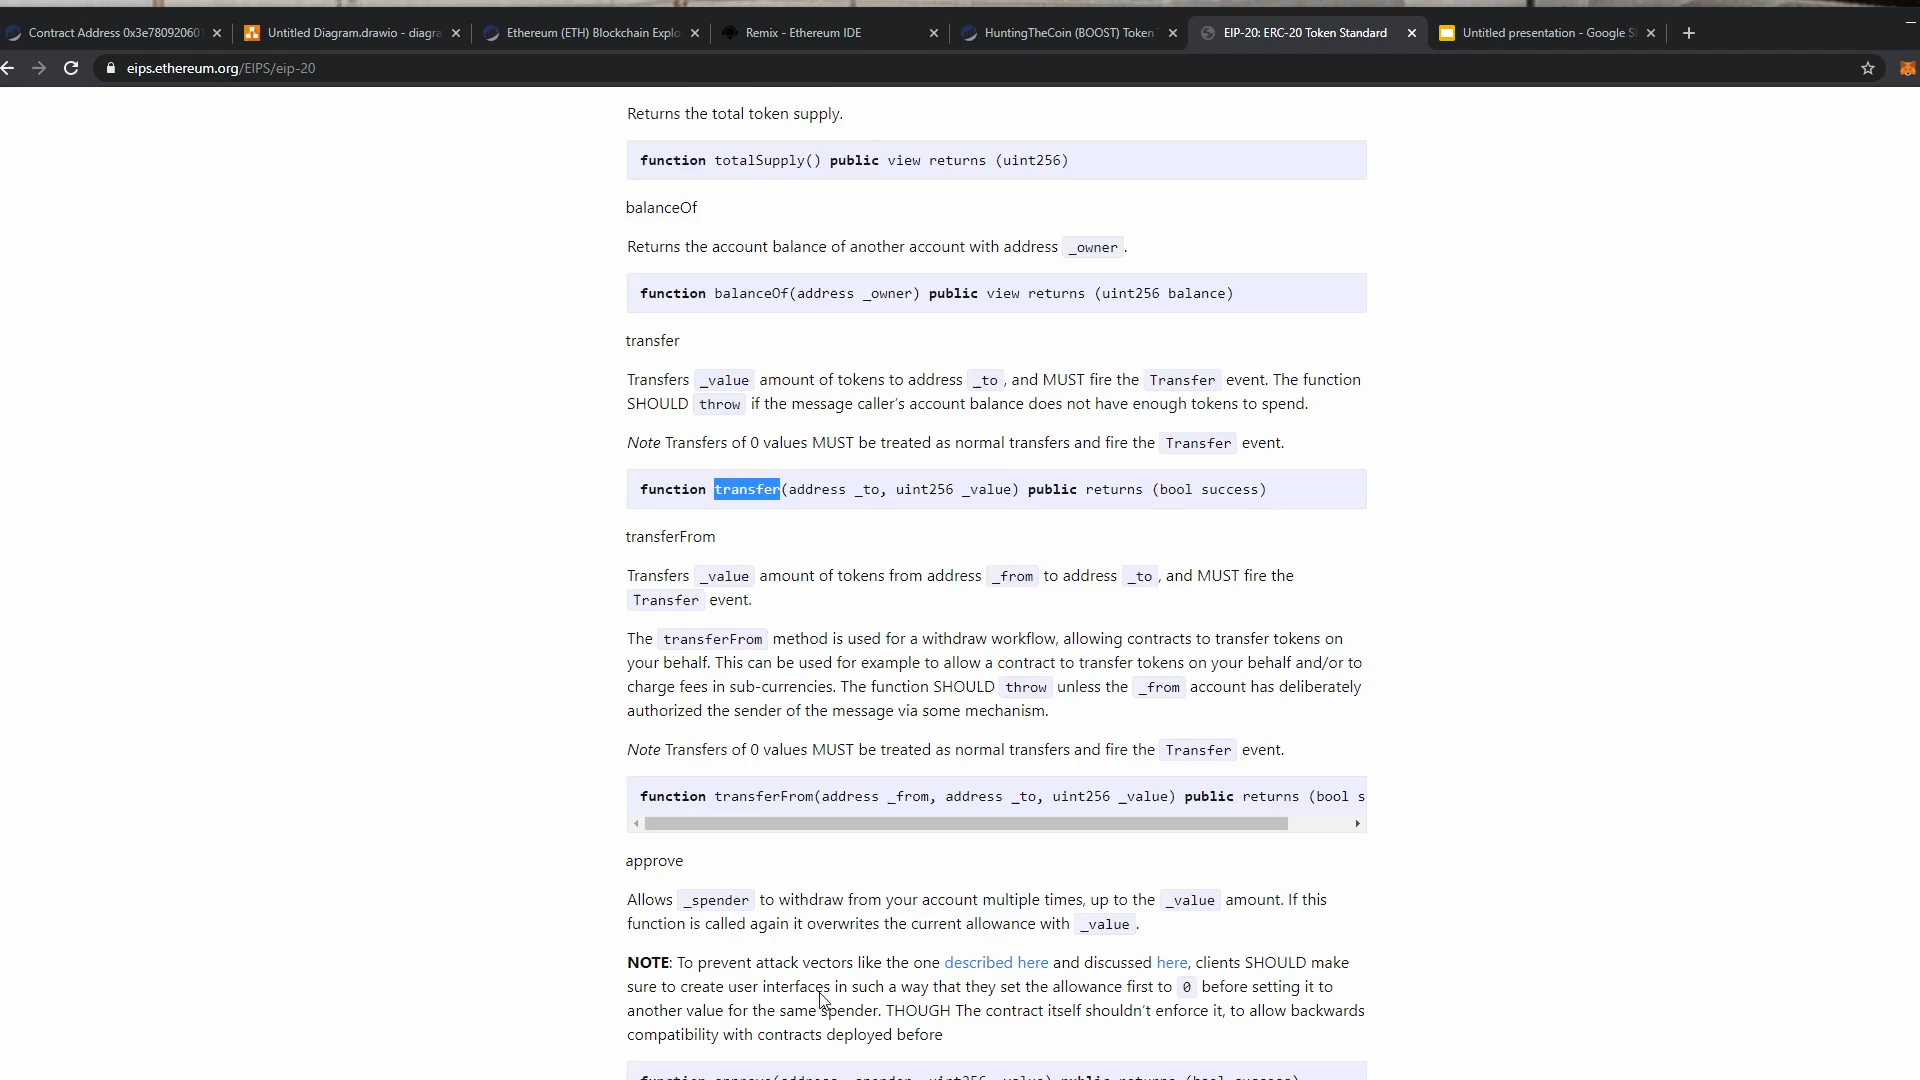 Contract Address 0x3e780920601
Untitled Diagram.drawio - diagra
Ethereum (ETH) Blockchain Explo
Remix - Ethereum IDE
HuntingTheCoin (BOOST) Token
EIP-20: ERC-20 Token Standard
Untitled presentation - Google Sl
eips.ethereum.org/EIPS/eip-20
Returns the total token supply.
function totalSupply() public view returns (uint256)
balanceOf
Returns the account balance of another account with address _owner.
function balanceOf(address _owner) public view returns (uint256 balance)
transfer
Transfers _value amount of tokens to address _to, and MUST fire the Transfer event. The function
SHOULD throw if the message caller’s account balance does not have enough tokens to spend.
Note Transfers of 0 values MUST be treated as normal transfers and fire the Transfer event.
function transfer(address _to, uint256 _value) public returns (bool success)
transferFrom
Transfers _value amount of tokens from address _from to address _to, and MUST fire the
Transfer event.
The transferFrom method is used for a withdraw workflow, allowing contracts to transfer tokens on
your behalf. This can be used for example to allow a contract to transfer tokens on your behalf and/or to
charge fees in sub-currencies. The function SHOULD throw unless the _from account has deliberately
authorized the sender of the message via some mechanism.
Note Transfers of 0 values MUST be treated as normal transfers and fire the Transfer event.
function transferFrom(address _from, address _to, uint256 _value) public returns (bool s
approve
Allows _spender to withdraw from your account multiple times, up to the _value amount. If this
function is called again it overwrites the current allowance with _value.
NOTE: To prevent attack vectors like the one described here and discussed here, clients SHOULD make
sure to create user interfaces in such a way that they set the allowance first to 0 before setting it to
another value for the same spender. THOUGH The contract itself shouldn’t enforce it, to allow backwards
compatibility with contracts deployed before
function approve(address _spender, uint256 _value) public returns (bool success)